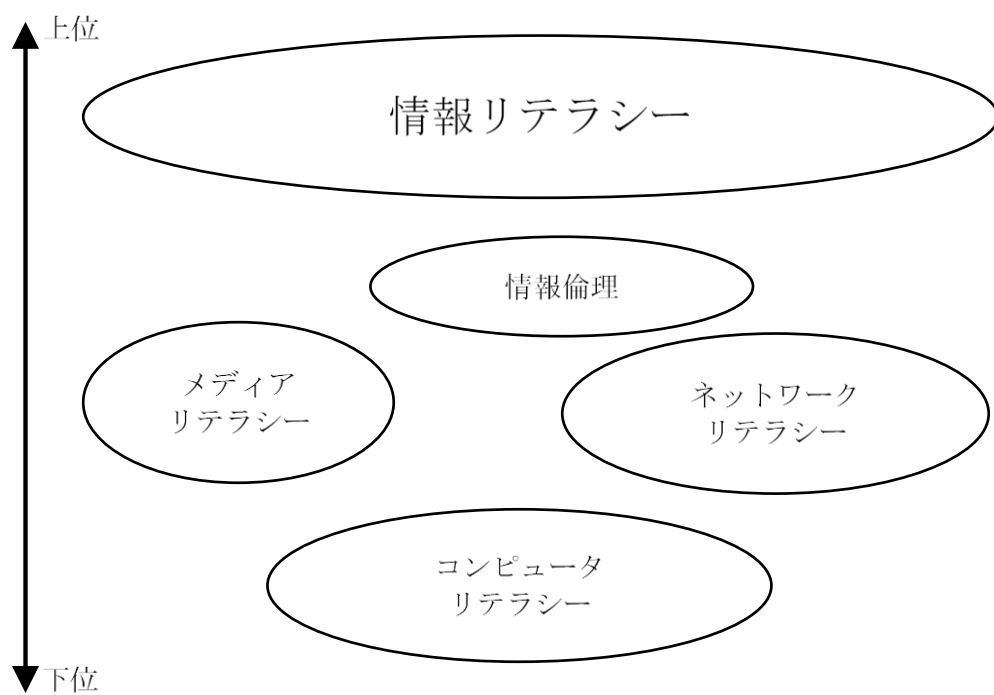 上位
情報リテラシー
情報倫理
メディア
リテラシー
ネットワーク
リテラシー
コンピュータ
リテラシー
下位